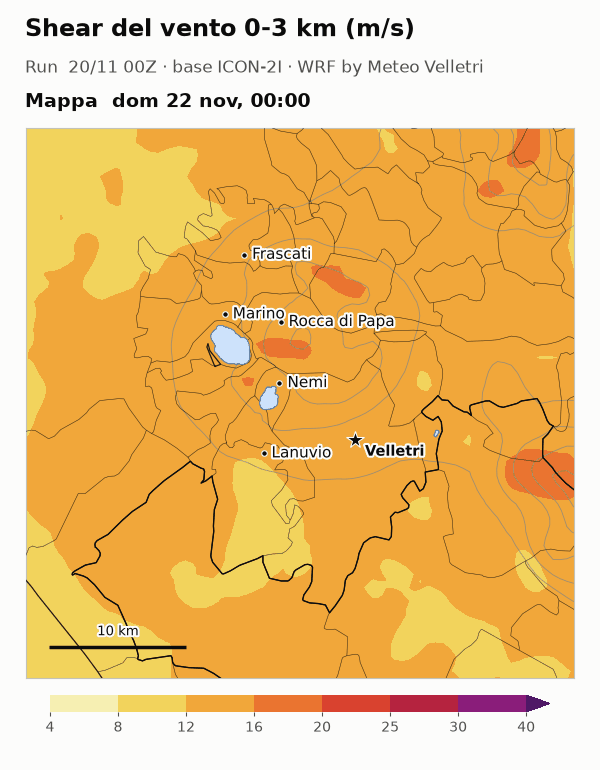 Shear del vento 0-3 km (m/s)
Run  20/11 00Z · base ICON-2I · WRF by Meteo Velletri
Mappa  dom 22 nov, 00:00
Frascati
Marino
Rocca di Papa
Nemi
Velletri
Lanuvio
10 km
4 8 12 16 20 25 30 40